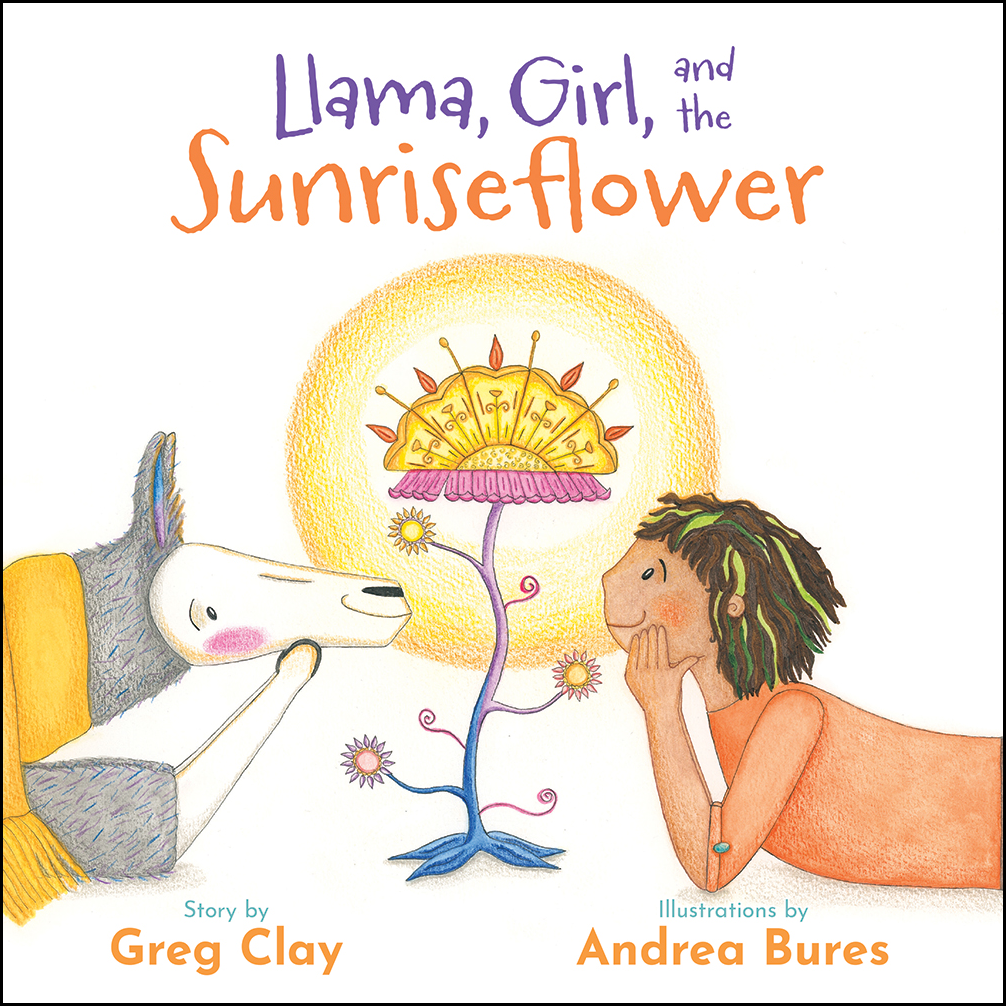 Llama, Girl, and the
Sunriseflower
Story by
Greg Clay
Illustrations by
Andrea Bures